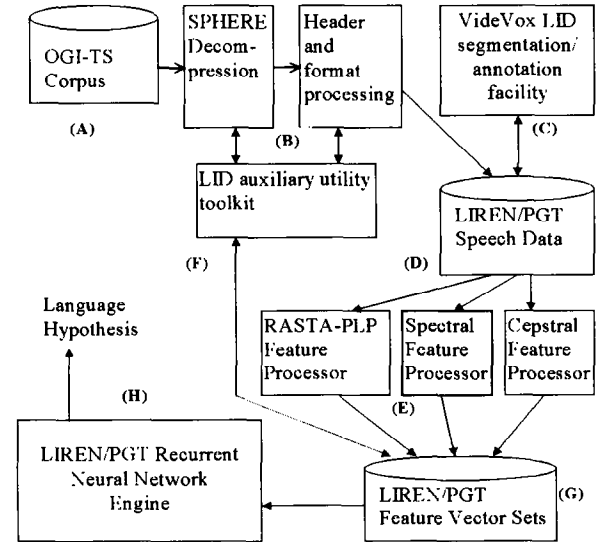 OGI-TS
Corpus
(A)
SPHERE
Decom-
pression
Header
and
format
processing
(B)
VideVox LID
segmentation/
annotation
facility
(C)
LID auxiliary utility
toolkit
(F)
LIREN/PGT
Speech Data
(D)
Language
Hypothesis
(H)
RASTA-PLP
Feature
Processor
Spectral
Feature
Processor
Cepstral
Feature
Processor
(E)
LIREN/PGT Recurrent
Neural Network
Engine
LIREN/PGT
Feature Vector Sets
(G)